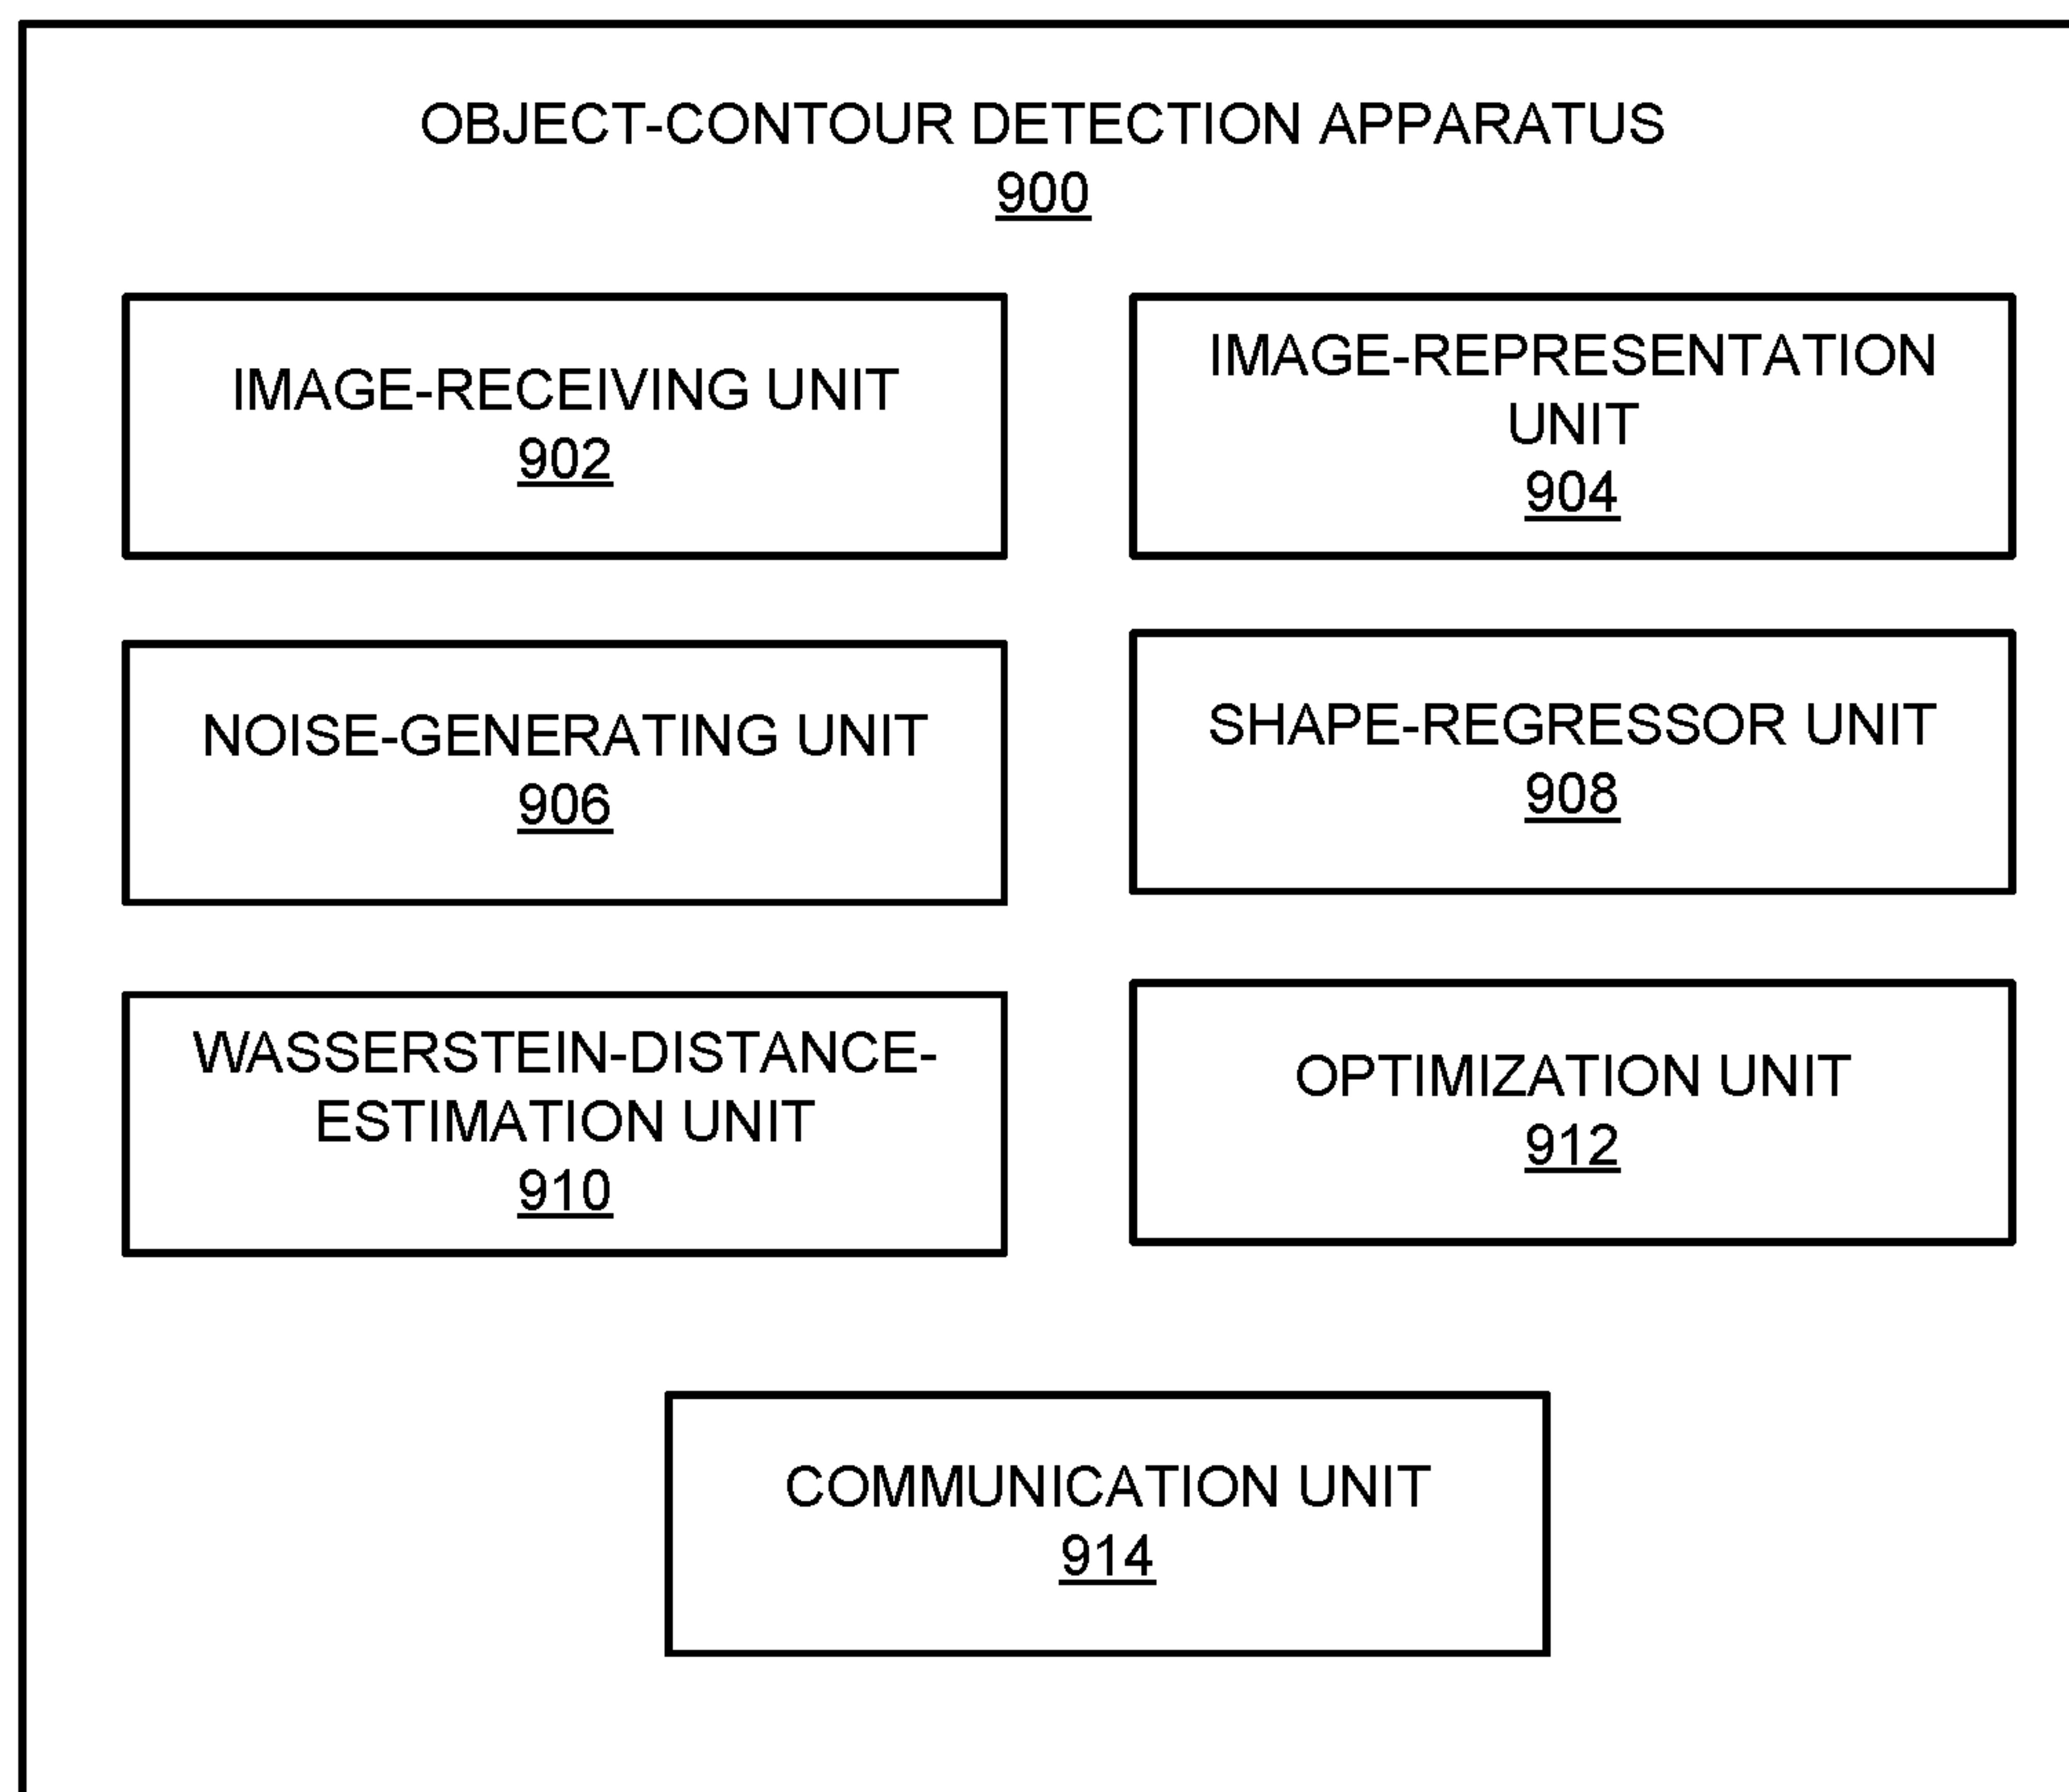 OBJECT-CONTOUR DETECTION APPARATUS
900
IMAGE-RECEIVING UNIT
902
IMAGE-REPRESENTATION
UNIT
904
NOISE-GENERATING UNIT
906
SHAPE-REGRESSOR UNIT
908
WASSERSTEIN-DISTANCE-
ESTIMATION UNIT
910
OPTIMIZATION UNIT
912
COMMUNICATION UNIT
914